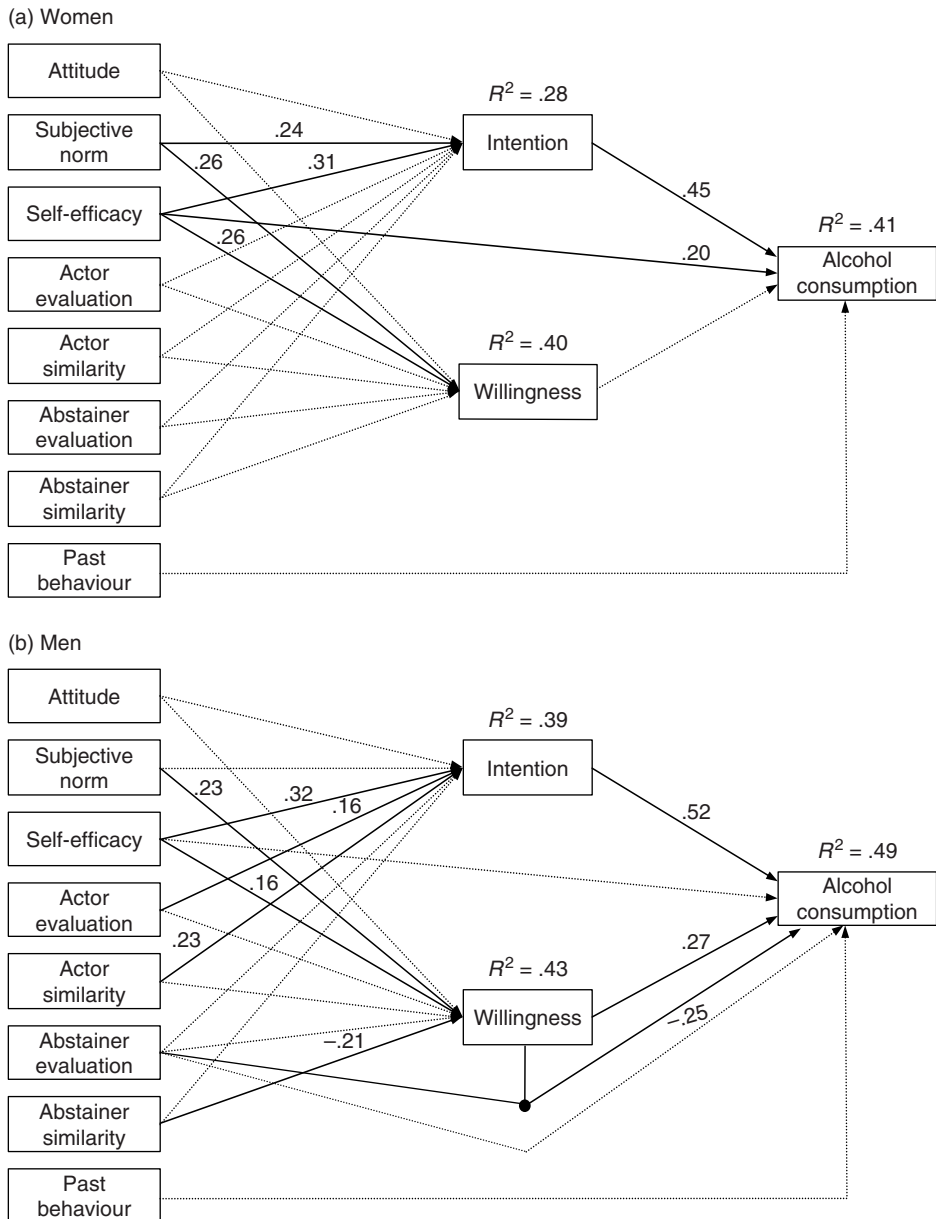 (a) Women
Attitude
R² = .28
Subjective
norm
.24
Intention
.26
.31
.45
Self-efficacy
.26
.20
R² = .41
Alcohol
consumption
Actor
evaluation
Actor
similarity
R² = .40
Willingness
Abstainer
evaluation
Abstainer
similarity
Past
behaviour
(b) Men
Attitude
R² = .39
Subjective
norm
Intention
.23
.32
.16
.52
Self-efficacy
R² = .49
.16
Alcohol
consumption
Actor
evaluation
.23
.27
Actor
similarity
R² = .43
Willingness
–.21
–.25
Abstainer
evaluation
Abstainer
similarity
Past
behaviour